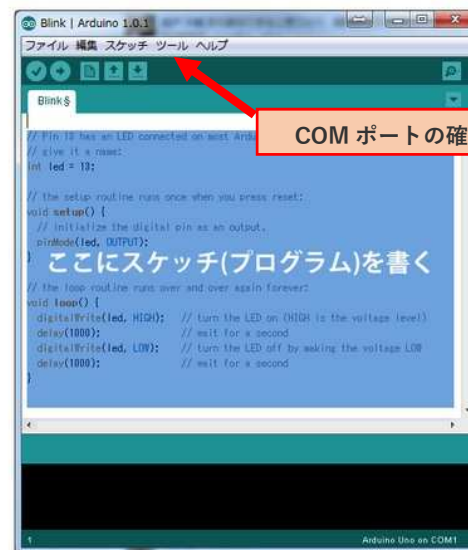 Blink | Arduino 1.0.1
ファイル 編集 スケッチ ツール ヘルプ
Blink§
COM ポートの確
// Pin 13 has an LED connected on most Ardu
// give it a name:
int led = 13;
// the setup routine runs once when you press reset:
void setup() {
// initialize the digital pin as an output.
pinMode(led, OUTPUT);
}
ここにスケッチ(プログラム)を書く
// the loop routine runs over and over again forever:
void loop() {
digitalWrite(led, HIGH); // turn the LED on (HIGH is the voltage level)
delay(1000); // wait for a second
digitalWrite(led, LOW); // turn the LED off by making the voltage LOW
delay(1000); // wait for a second
}
1
Arduino Uno on COM1